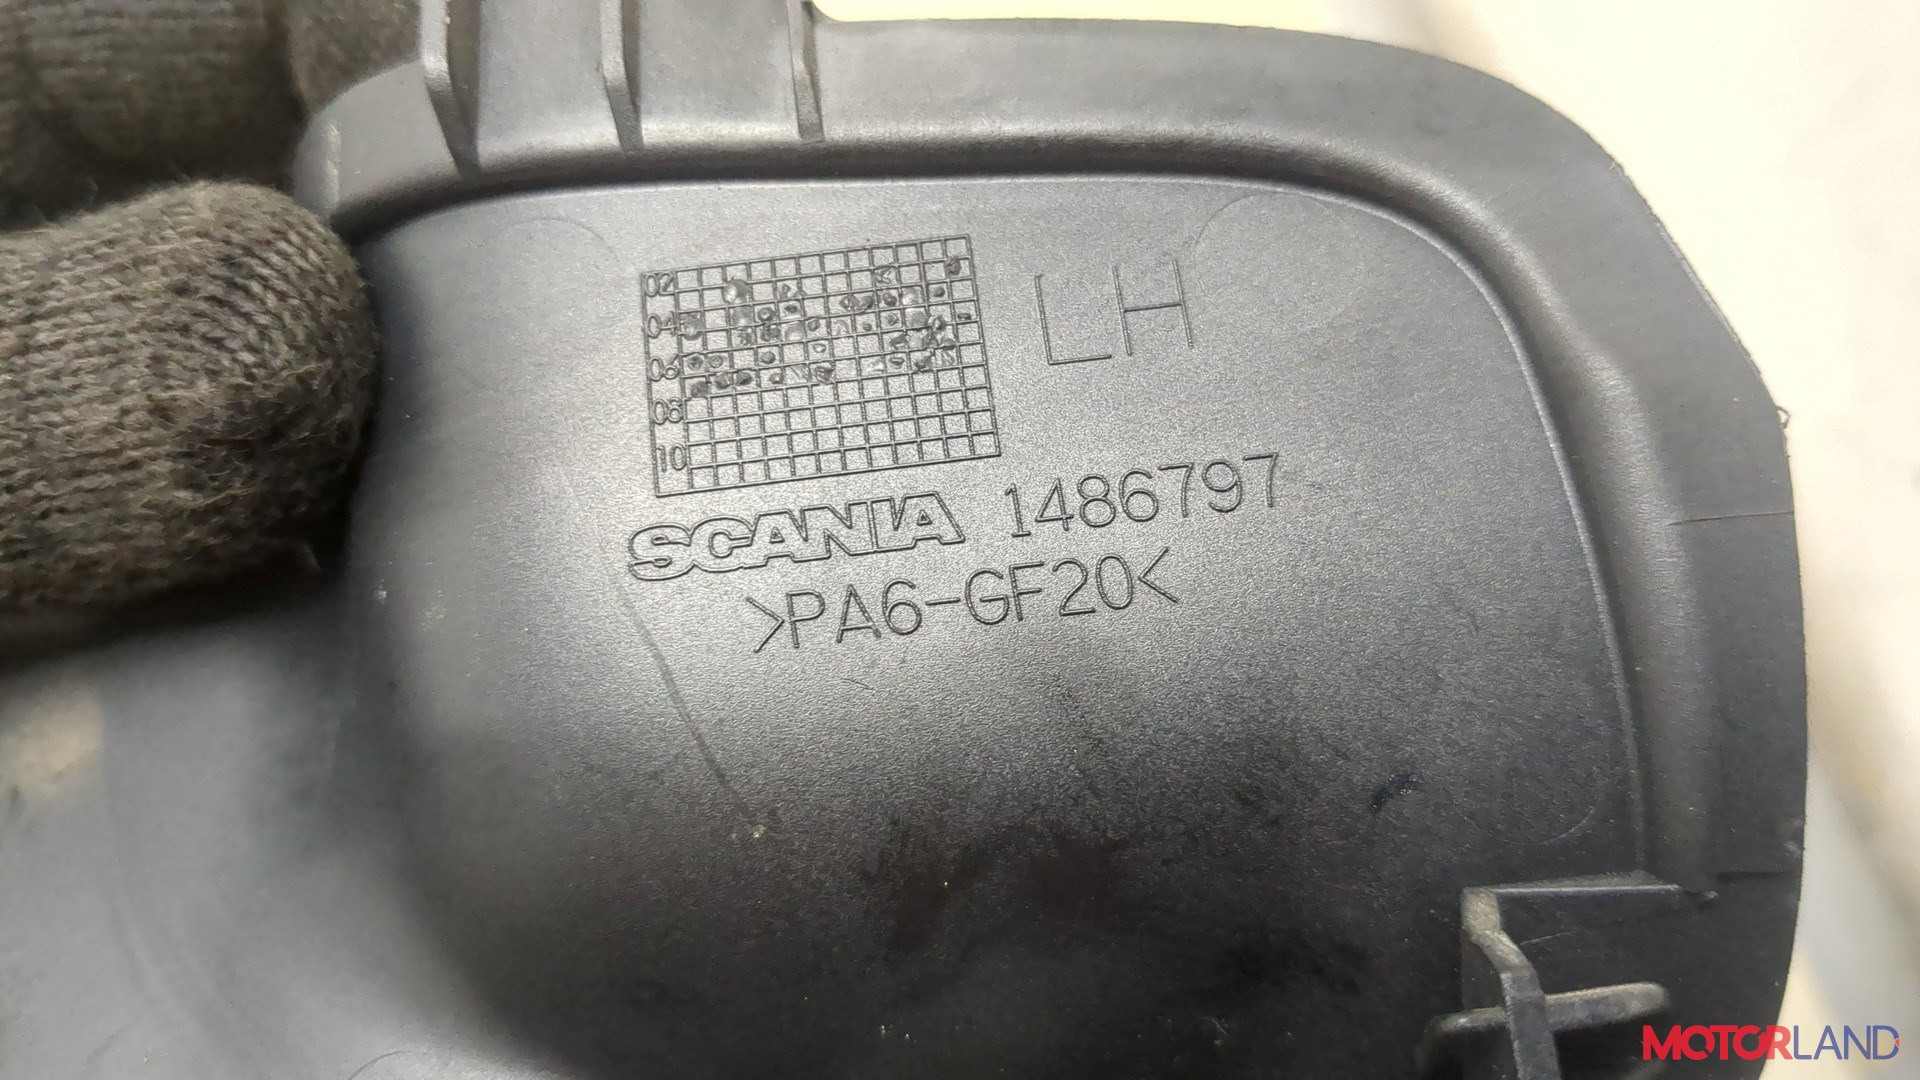 02
04
06
08
10
LH
SCANIA 1486797
>PA6-GF20<
MOTORLAND